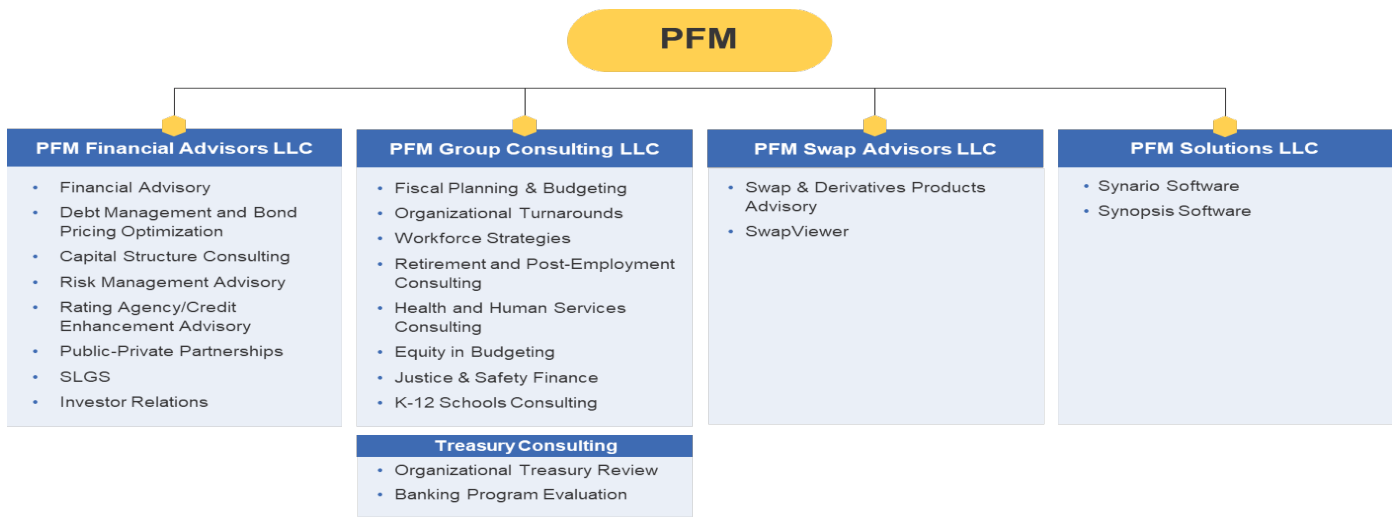 PFM
PFM Financial Advisors LLC
• Financial Advisory
• Debt Management and Bond
Pricing Optimization
• Capital Structure Consulting
• Risk Management Advisory
• Rating Agency/Credit
Enhancement Advisory
• Public-Private Partnerships
• SLGS
• Investor Relations
PFM Group Consulting LLC
• Fiscal Planning & Budgeting
• Organizational Turnarounds
• Workforce Strategies
• Retirement and Post-Employment
Consulting
• Health and Human Services
Consulting
• Equity in Budgeting
• Justice & Safety Finance
• K-12 Schools Consulting
Treasury Consulting
• Organizational Treasury Review
• Banking Program Evaluation
PFM Swap Advisors LLC
• Swap & Derivatives Products
Advisory
• SwapViewer
PFM Solutions LLC
• Synario Software
• Synopsis Software